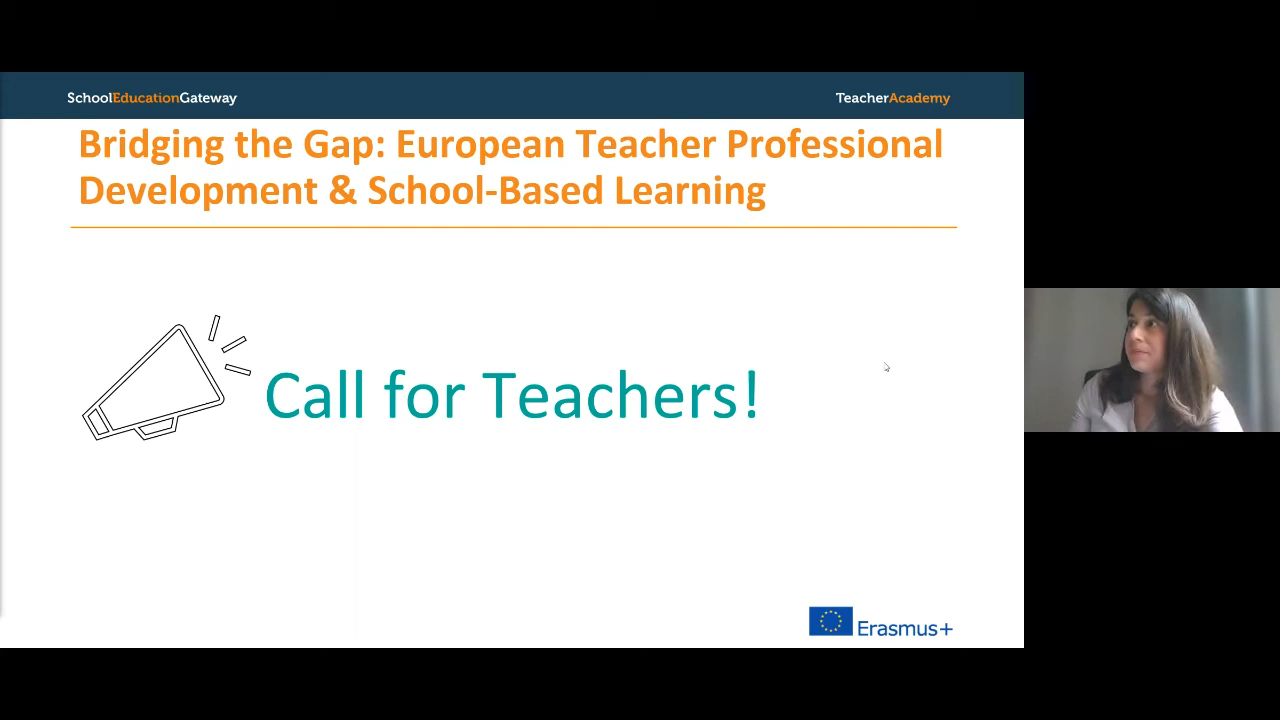 SchoolEducationGateway
TeacherAcademy
Bridging the Gap: European Teacher Professional
Development & School-Based Learning
Call for Teachers!
Erasmus+